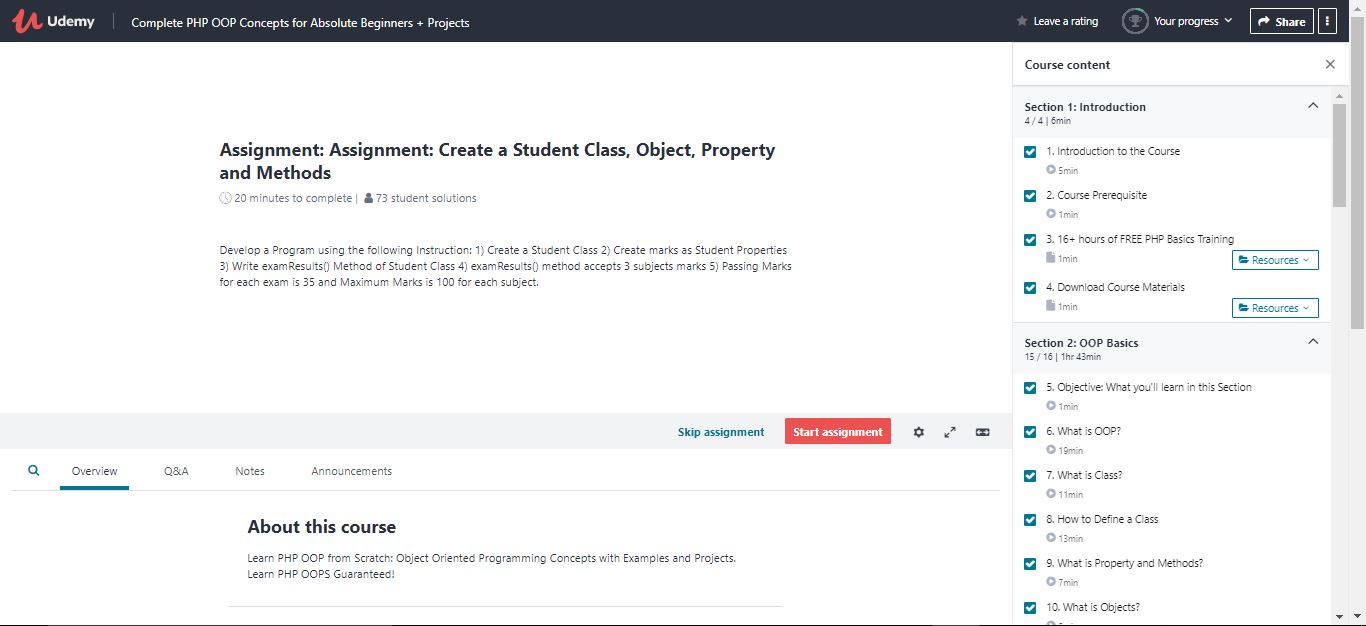 Udemy
Complete PHP OOP Concepts for Absolute Beginners + Projects
Leave a rating
Your progress
Share
Assignment: Assignment: Create a Student Class, Object, Property
and Methods
20 minutes to complete | 73 student solutions
Develop a Program using the following Instruction: 1) Create a Student Class 2) Create marks as Student Properties
3) Write examResults() Method of Student Class 4) examResults() method accepts 3 subjects marks 5) Passing Marks
for each exam is 35 and Maximum Marks is 100 for each subject.
Skip assignment
Start assignment
Overview
Q&A
Notes
Announcements
About this course
Learn PHP OOP from Scratch: Object Oriented Programming Concepts with Examples and Projects.
Learn PHP OOPS Guaranteed!
Course content
Section 1: Introduction
4 / 4 | 6min
1. Introduction to the Course
5min
2. Course Prerequisite
1min
3. 16+ hours of FREE PHP Basics Training
1min
Resources
4. Download Course Materials
1min
Resources
Section 2: OOP Basics
15 / 16 | 1hr 43min
5. Objective: What you'll learn in this Section
1min
6. What is OOP?
19min
7. What is Class?
11min
8. How to Define a Class
13min
9. What is Property and Methods?
7min
10. What is Objects?